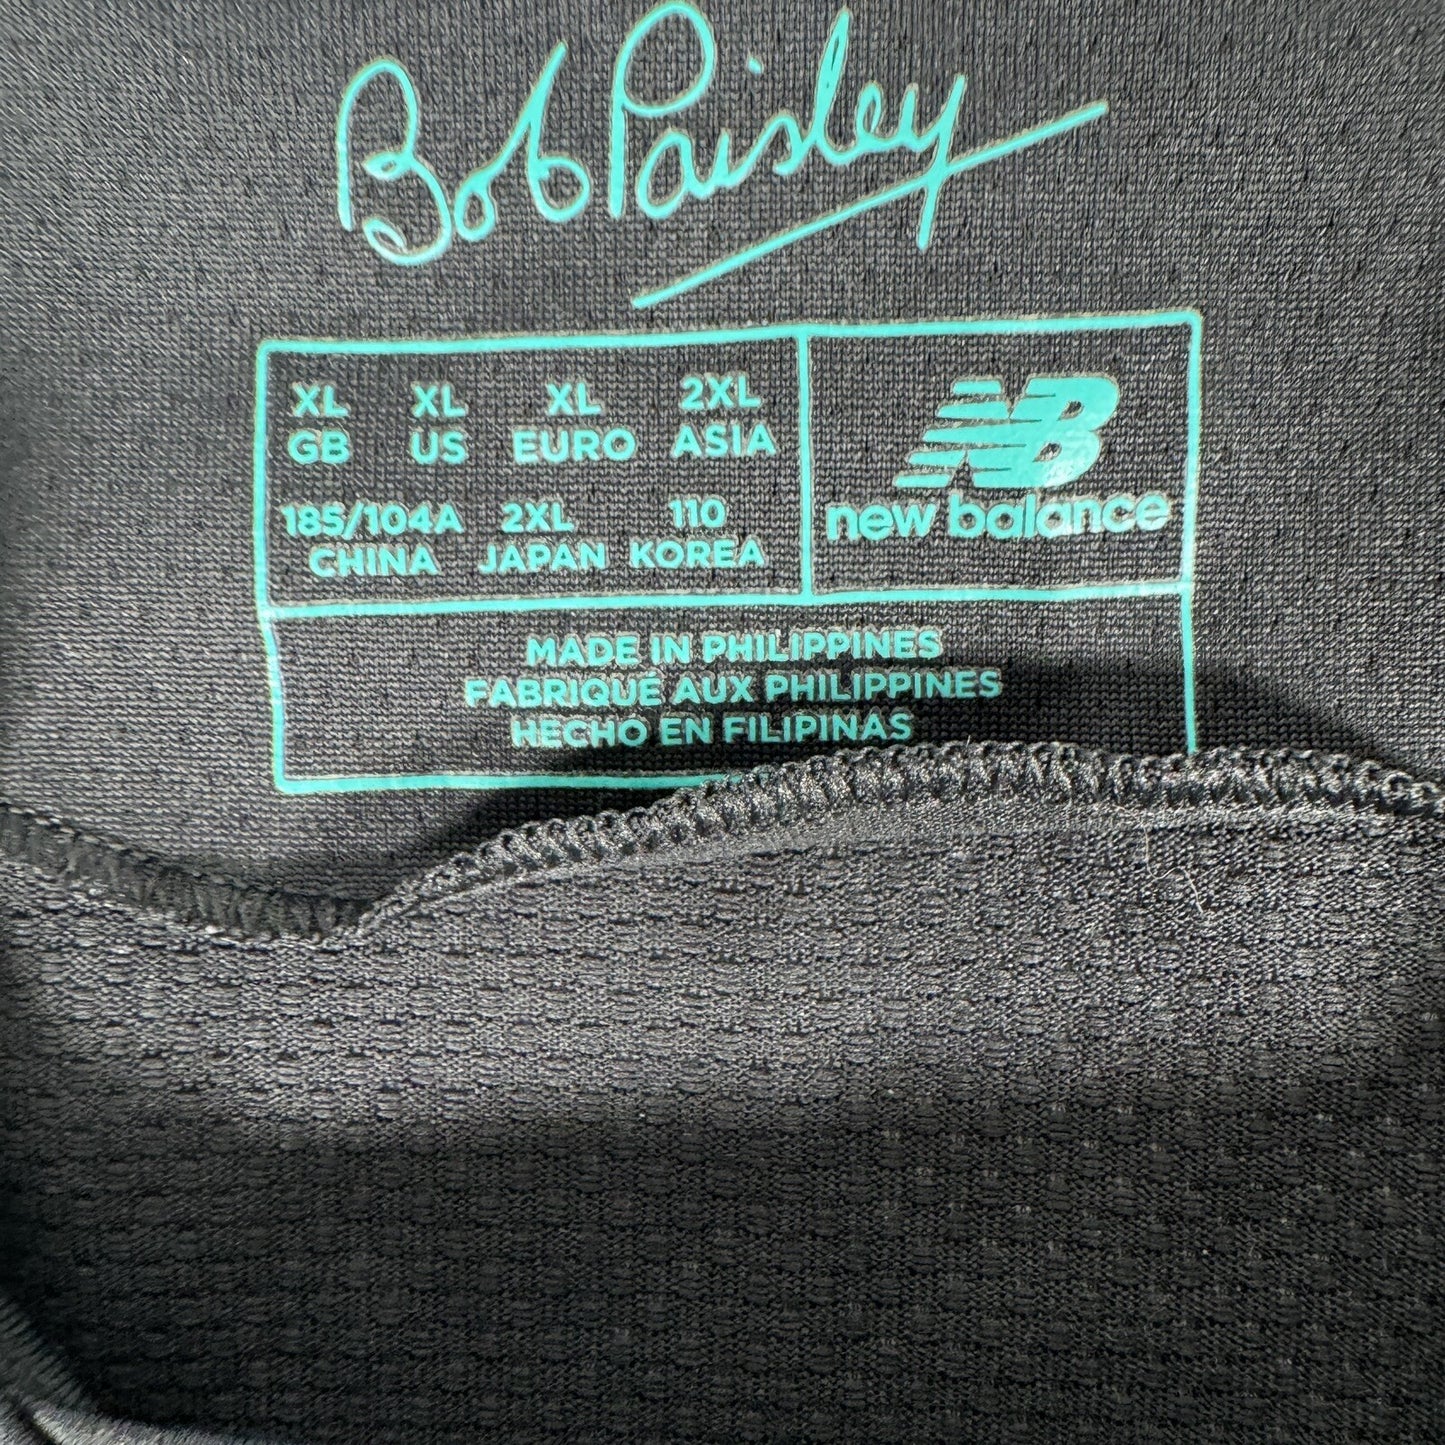 Bob Paisley
XL XL XL 2XL
GB US EURO ASIA
185/104A 2XL 110
CHINA JAPAN KOREA
NB
new balance
MADE IN PHILIPPINES
FABRIQUÉ AUX PHILIPPINES
HECHO EN FILIPINAS